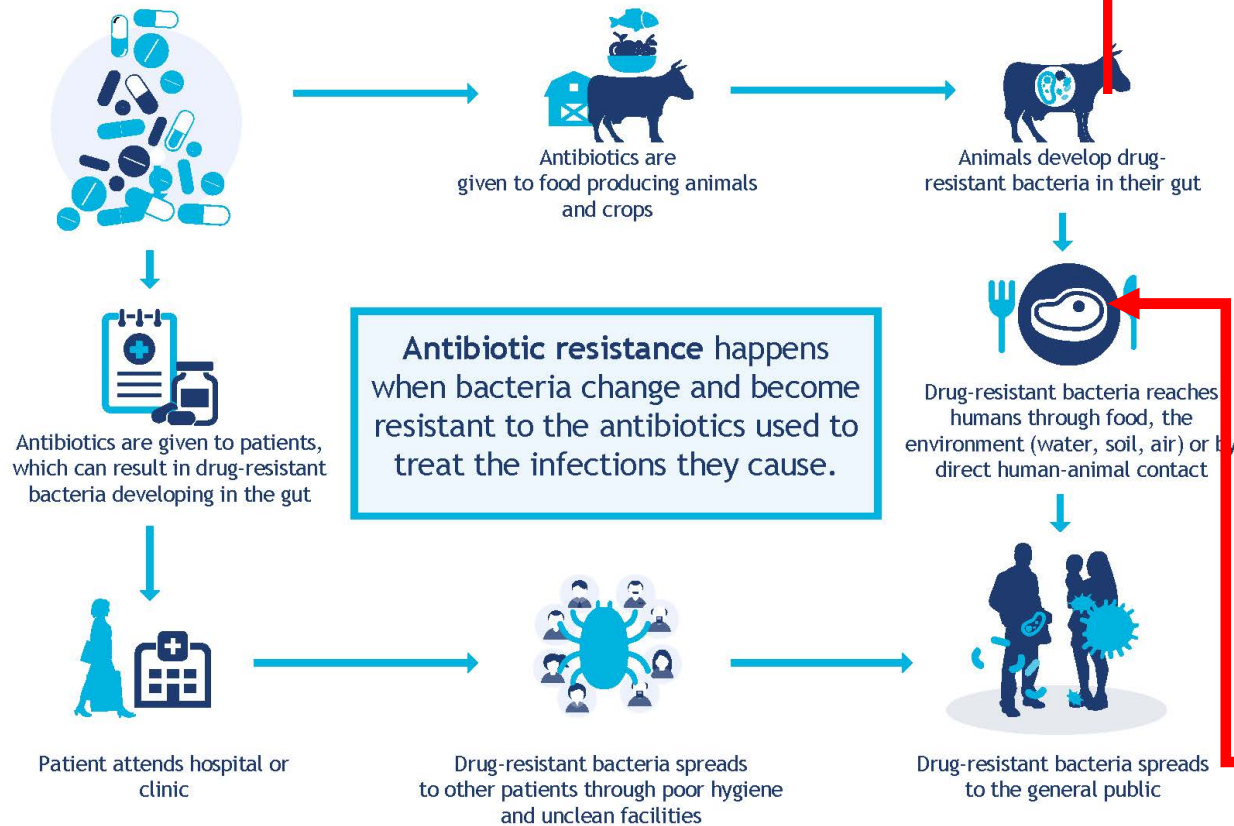 Antibiotics are
given to food producing animals
and crops
Animals develop drug-
resistant bacteria in their gut
Antibiotics are given to patients,
which can result in drug-resistant
bacteria developing in the gut
Antibiotic resistance happens
when bacteria change and become
resistant to the antibiotics used to
treat the infections they cause.
Drug-resistant bacteria reaches
humans through food, the
environment (water, soil, air) or by
direct human-animal contact
Patient attends hospital or
clinic
Drug-resistant bacteria spreads
to other patients through poor hygiene
and unclean facilities
Drug-resistant bacteria spreads
to the general public